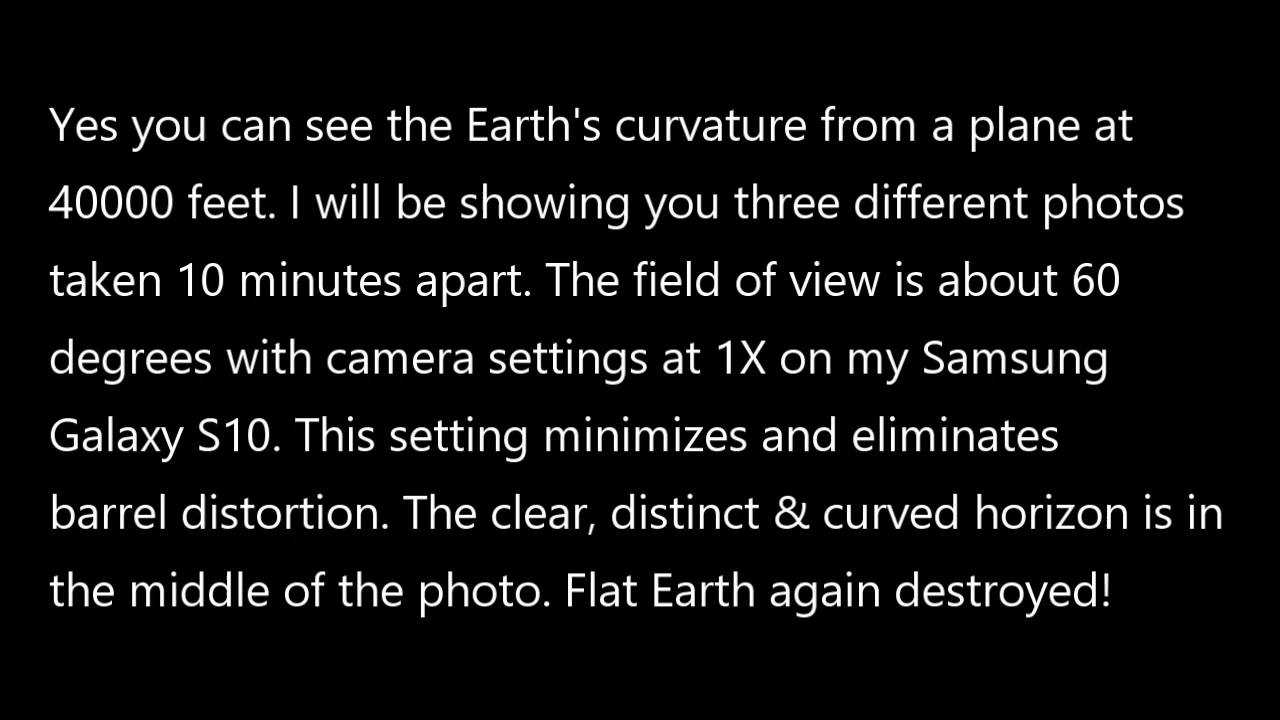 Yes you can see the Earth's curvature from a plane at
40000 feet. I will be showing you three different photos
taken 10 minutes apart. The field of view is about 60
degrees with camera settings at 1X on my Samsung
Galaxy S10. This setting minimizes and eliminates
barrel distortion. The clear, distinct & curved horizon is in
the middle of the photo. Flat Earth again destroyed!